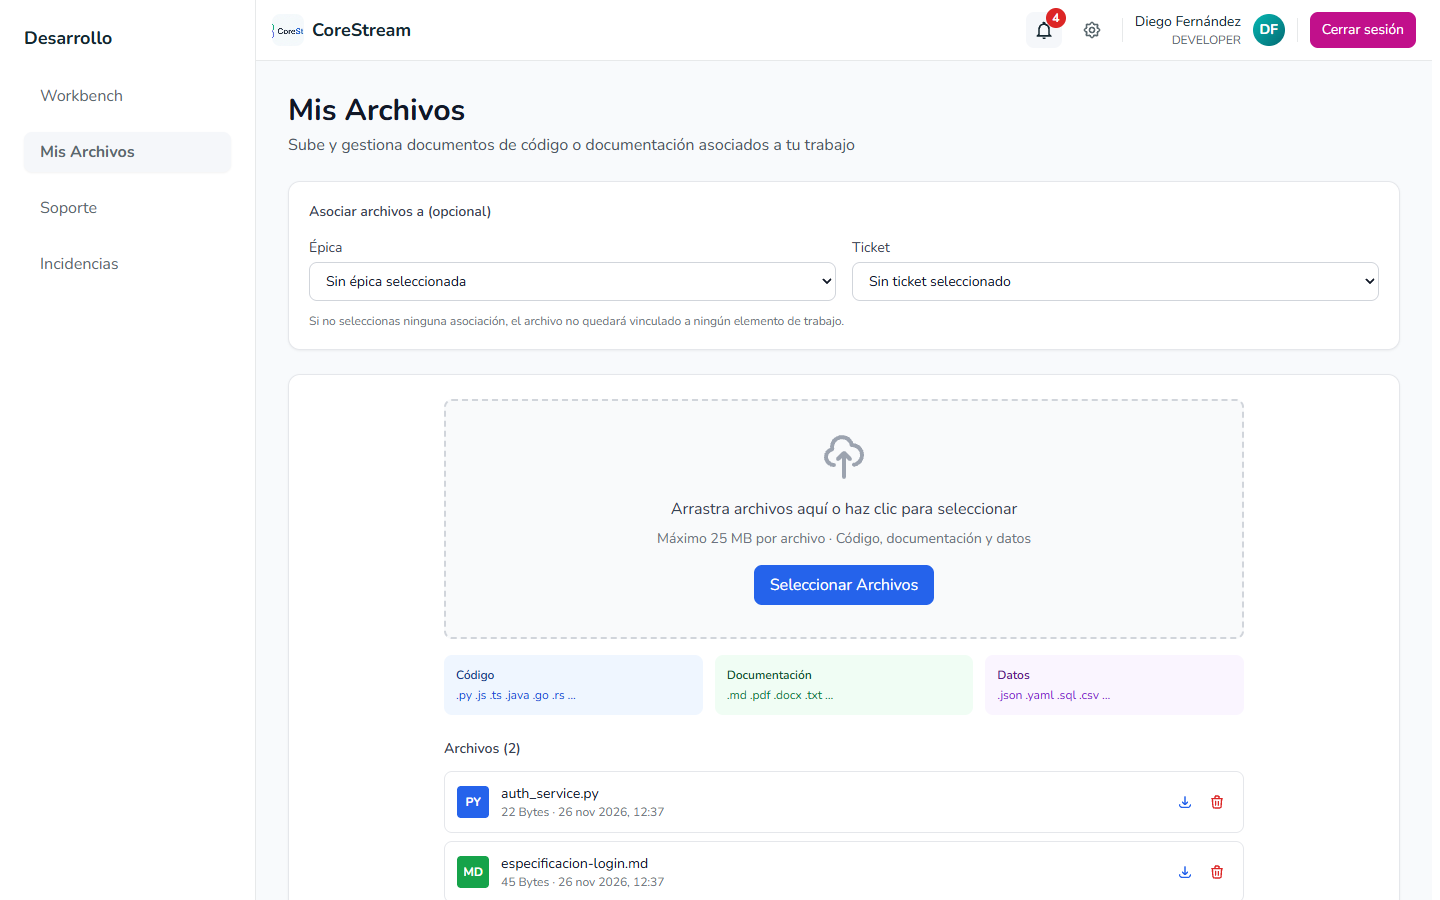 Desarrollo
Workbench
Mis Archivos
Soporte
Incidencias
CoreSt
CoreStream
4
Diego Fernández
DEVELOPER
DF
Cerrar sesión
Mis Archivos
Sube y gestiona documentos de código o documentación asociados a tu trabajo
Asociar archivos a (opcional)
Épica
Ticket
Sin épica seleccionada
Sin ticket seleccionado
Si no seleccionas ninguna asociación, el archivo no quedará vinculado a ningún elemento de trabajo.
Arrastra archivos aquí o haz clic para seleccionar
Máximo 25 MB por archivo · Código, documentación y datos
Seleccionar Archivos
Código
.py .js .ts .java .go .rs ...
Documentación
.md .pdf .docx .txt ...
Datos
.json .yaml .sql .csv ...
Archivos (2)
PY
auth_service.py
22 Bytes · 26 nov 2026, 12:37
MD
especificacion-login.md
45 Bytes · 26 nov 2026, 12:37